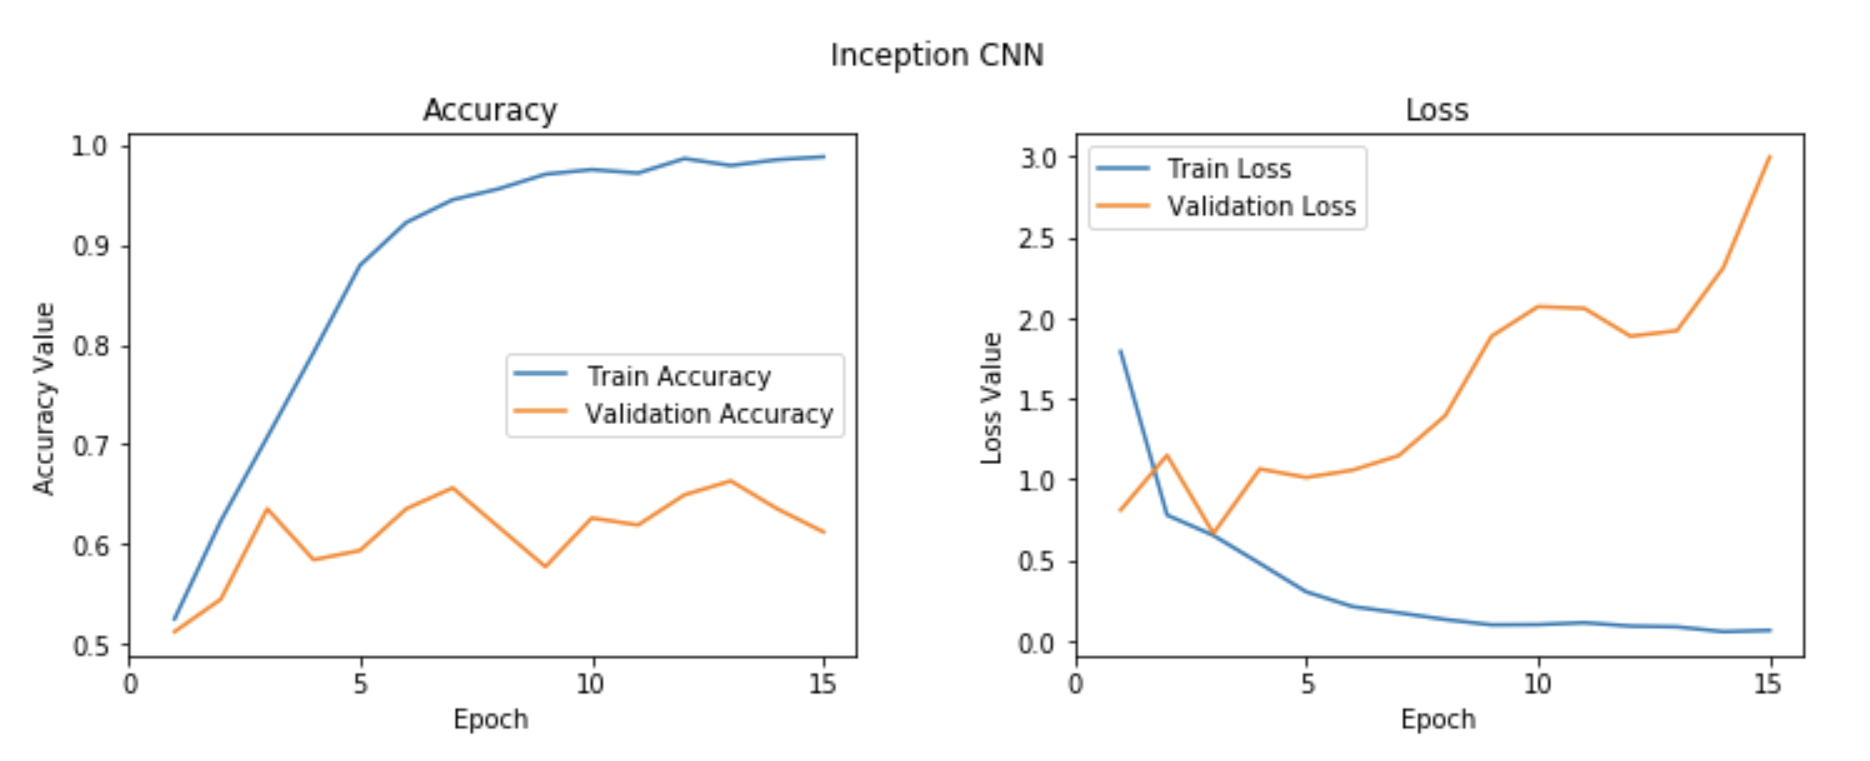 Inception CNN
Accuracy
1.0
0.9
0.8
0.7
0.6
0.5
Accuracy Value
Train Accuracy
Validation Accuracy
0 5 10 15
Epoch
Loss
3.0
2.5
2.0
1.5
1.0
0.5
0.0
Loss Value
Train Loss
Validation Loss
0 5 10 15
Epoch